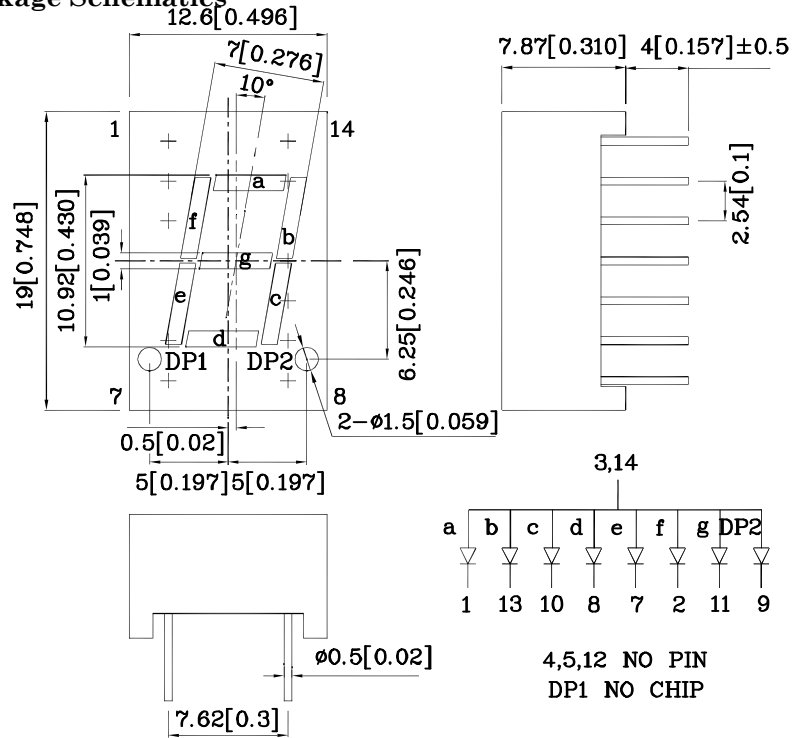 kage Schematics
12.6[0.496]
7.87[0.310]
4[0.157]±0.5
7[0.276]
10°
1
14
a
f
b
g
e
c
d
19[0.748]
10.92[0.430]
1[0.039]
6.25[0.246]
2.54[0.1]
DP1
DP2
7
8
2-ø1.5[0.059]
0.5[0.02]
5[0.197]
5[0.197]
3,14
a b c d e f g DP2
1 13 10 8 7 2 11 9
ø0.5[0.02]
7.62[0.3]
4,5,12 NO PIN
DP1 NO CHIP